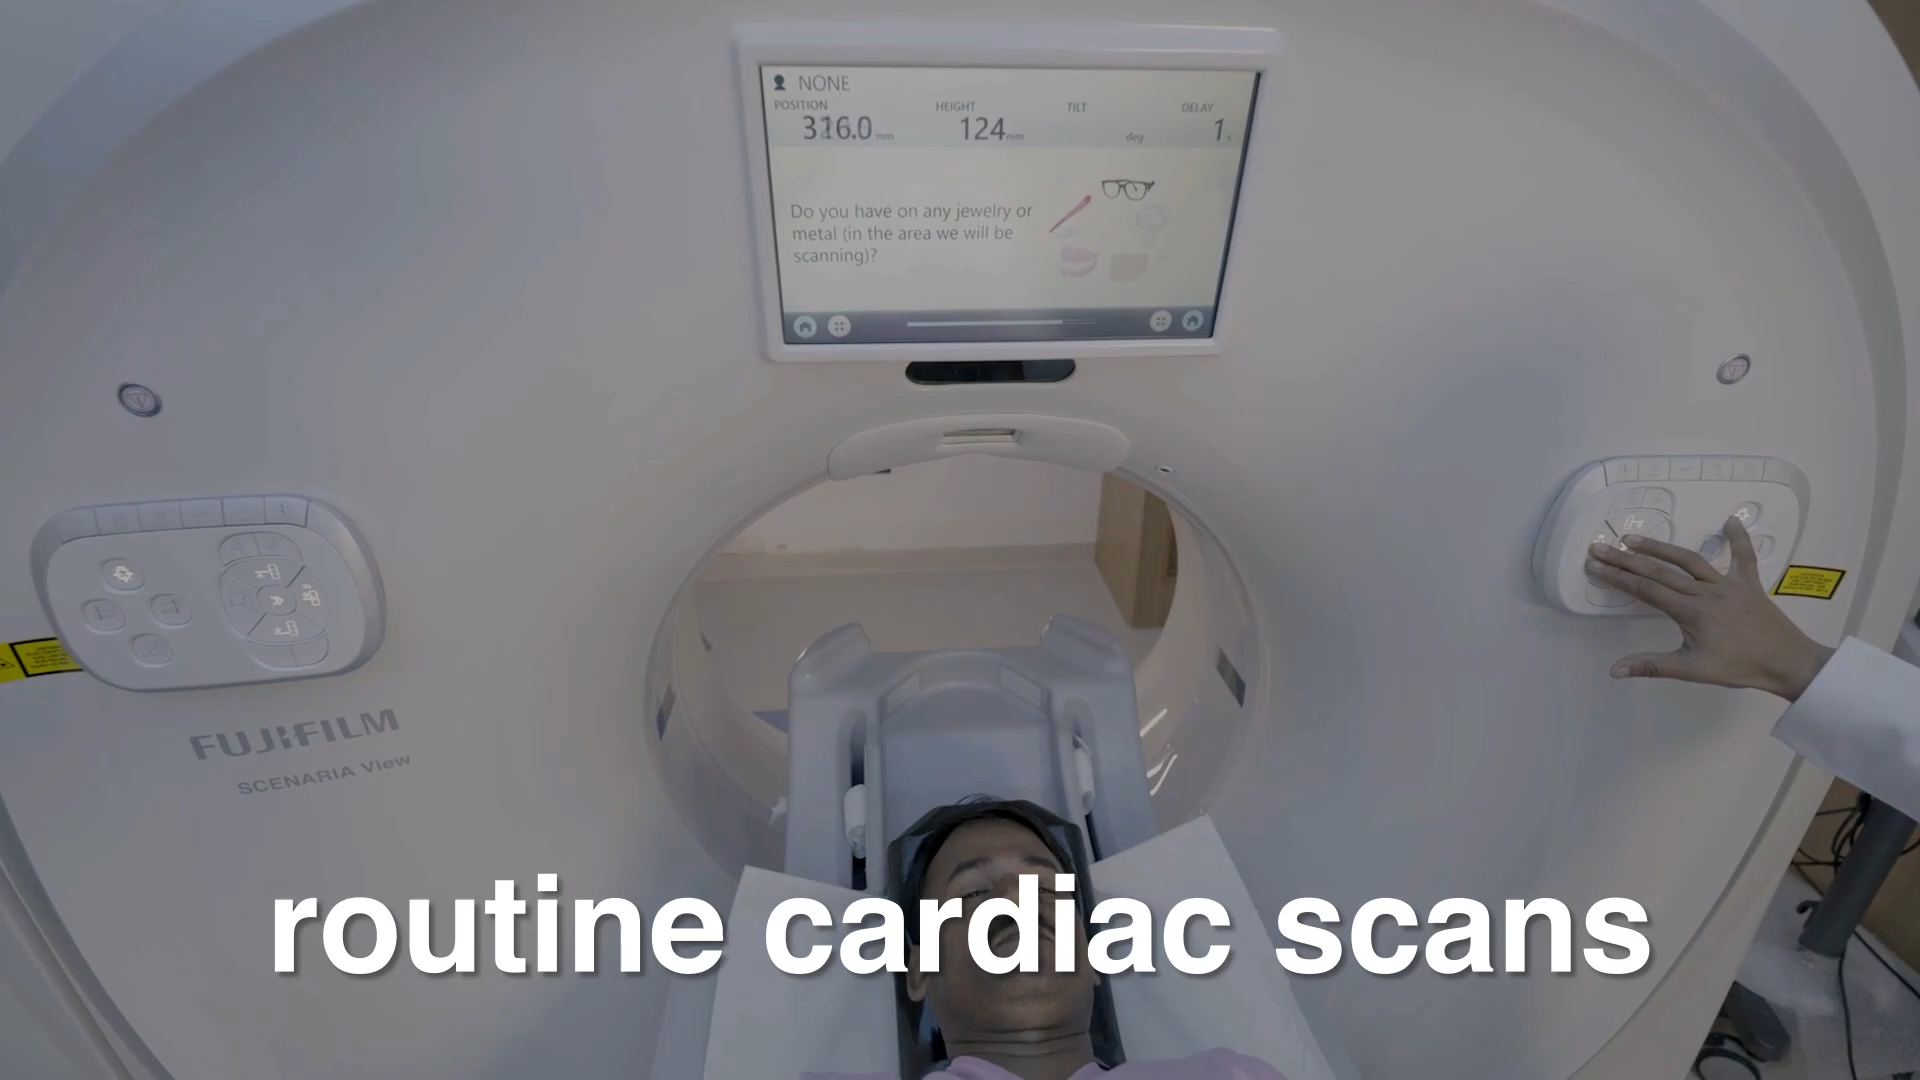 NONE
POSITION HEIGHT TILT DELAY
316.0 mm 124 mm deg 1 s
Do you have on any jewelry or
metal (in the area we will be
scanning)?
FUJIFILM
SCENARIA View
routine cardiac scans